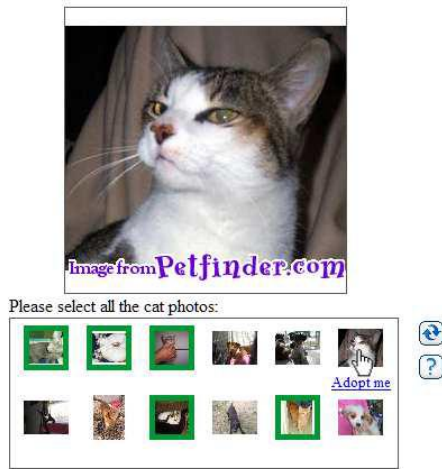 Image from Petfinder.com
Please select all the cat photos:
Adopt me
?